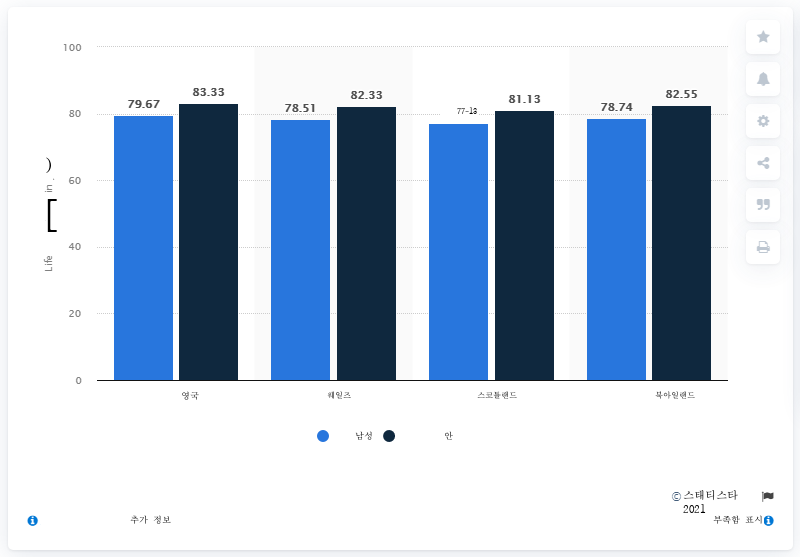 100
80
60
40
20
0
)
in
[
Life
79.67
83.33
78.51
82.33
77-13
81.13
78.74
82.55
영국
웨일즈
스코틀랜드
북아일랜드
남성
안
© 스태티스타
2021
추가 정보
부족함 표시